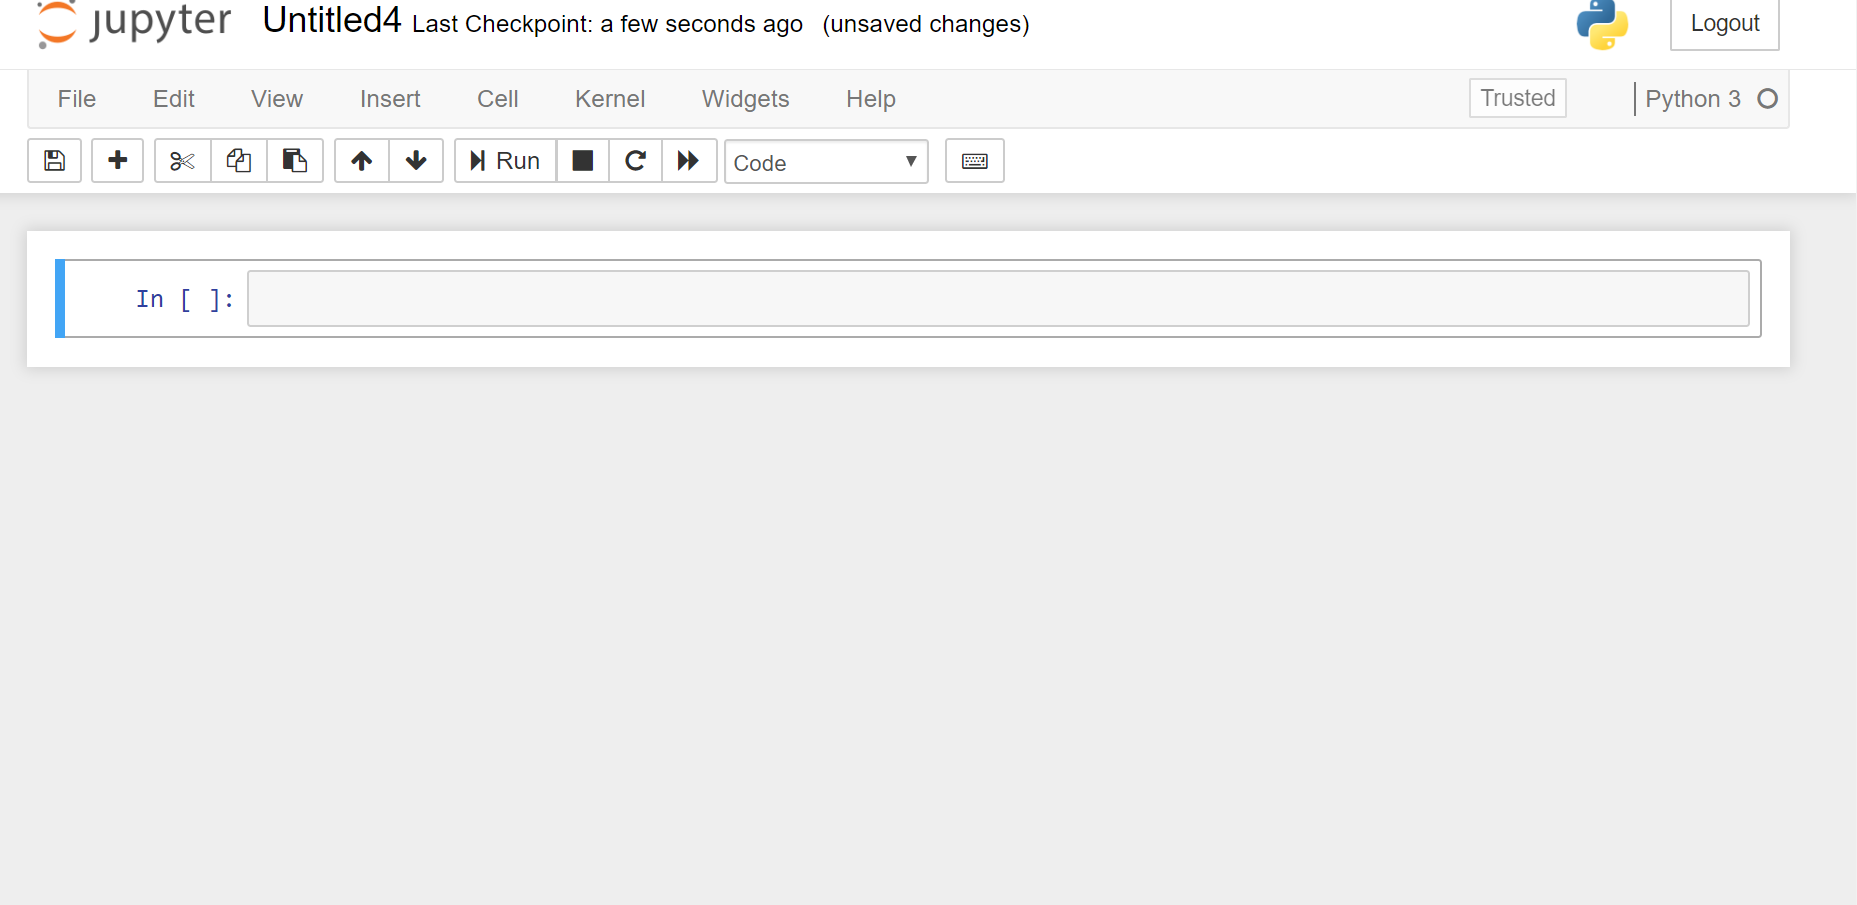 jupyter Untitled4 Last Checkpoint: a few seconds ago (unsaved changes) Logout
File Edit View Insert Cell Kernel Widgets Help Trusted Python 3
Run Code
In [ ]: